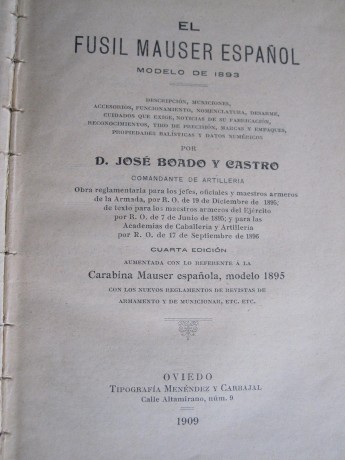 EL
FUSIL MAUSER ESPAÑOL
MODELO DE 1893
DESCRIPCIÓN, MUNICIONES,
ACCESORIOS, FUNCIONAMIENTO, NOMENCLATURA, DESARME,
CUIDADOS QUE EXIGE, NOTICIAS DE SU FABRICACIÓN,
RECONOCIMIENTOS, TIRO DE PRECISIÓN, MARCAS Y EMPAQUES,
PROPIEDADES BALÍSTICAS Y DATOS NUMÉRICOS
POR
D. JOSÉ BOADO Y CASTRO
COMANDANTE DE ARTILLERIA
Obra reglamentaria para los jefes, oficiales y maestros armeros
de la Armada, por R. O. de 19 de Diciembre de 1895;
de texto para los maestros armeros del Ejército
por R. O. de 7 de Junio de 1895; y para las
Academias de Caballería y Artillería
por R. O. de 17 de Septiembre de 1896
CUARTA EDICIÓN
AUMENTADA CON LO REFERENTE A LA
Carabina Mauser española, modelo 1895
CON LOS NUEVOS REGLAMENTOS DE REVISTAS DE
ARMAMENTO Y DE MUNICIONAR, ETC. ETC.
OVIEDO
TIPOGRAFÍA MENÉNDEZ Y CARBAJAL
Calle Altamirano, núm. 9
1909